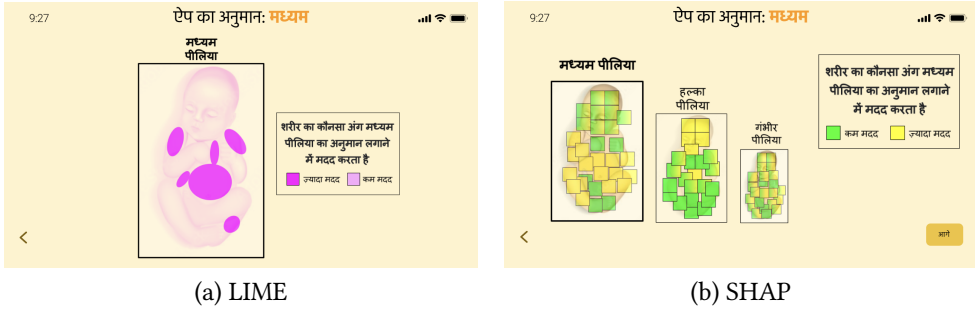 9:27
ऐप का अनुमान: मध्यम
मध्यम
पीलिया
शरीर का कौनसा अंग मध्यम
पीलिया का अनुमान लगाने
में मदद करता है
ज़्यादा मदद
कम मदद
(a) LIME
9:27
ऐप का अनुमान: मध्यम
मध्यम पीलिया
हल्का
पीलिया
गंभीर
पीलिया
शरीर का कौनसा अंग मध्यम
पीलिया का अनुमान लगाने
में मदद करता है
कम मदद
ज़्यादा मदद
आगे
(b) SHAP